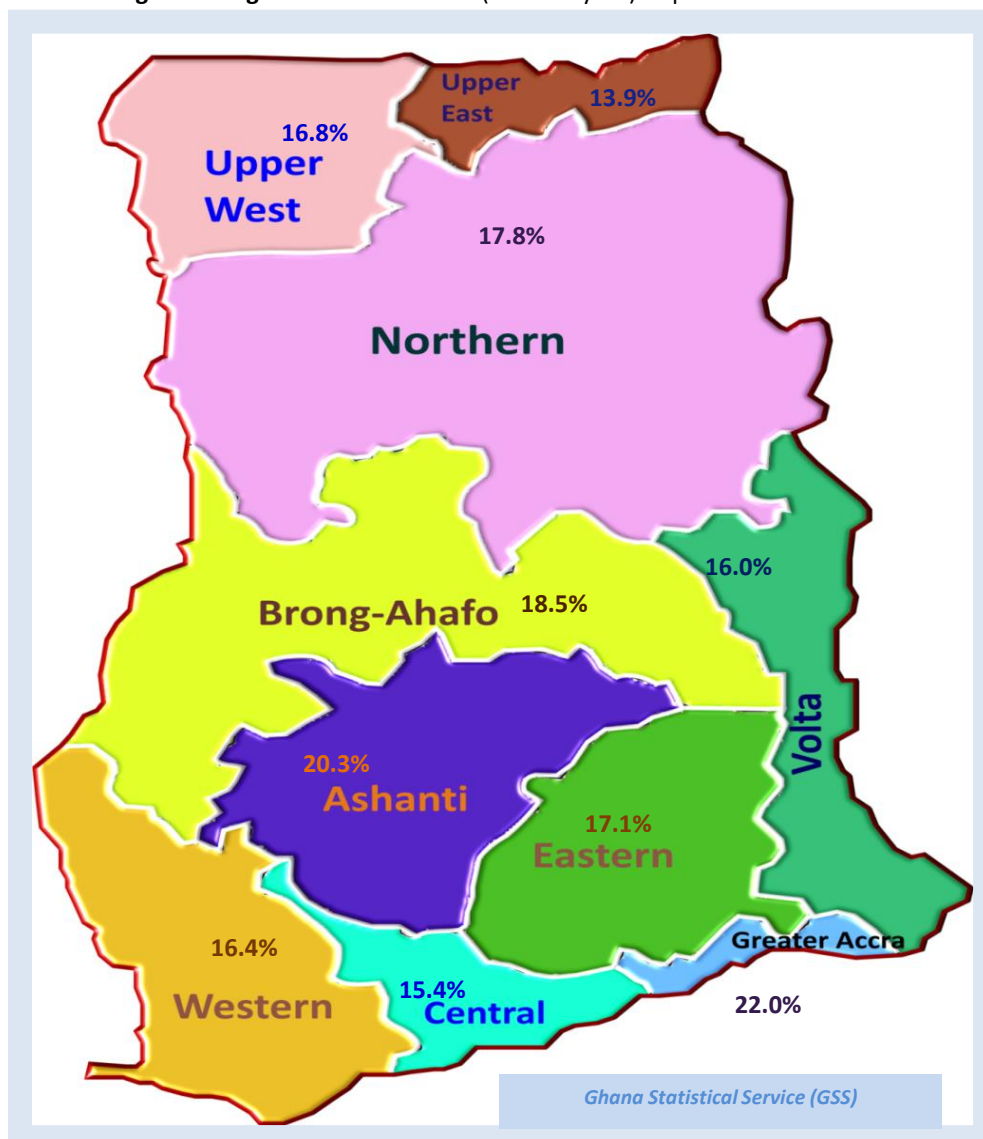 Upper
East
13.9%
16.8%
Upper
West
17.8%
Northern
16.0%
18.5%
Brong-Ahafo
Volta
20.3%
Ashanti
17.1%
Eastern
16.4%
Western
Greater Accra
15.4%
Central
22.0%
Ghana Statistical Service (GSS)